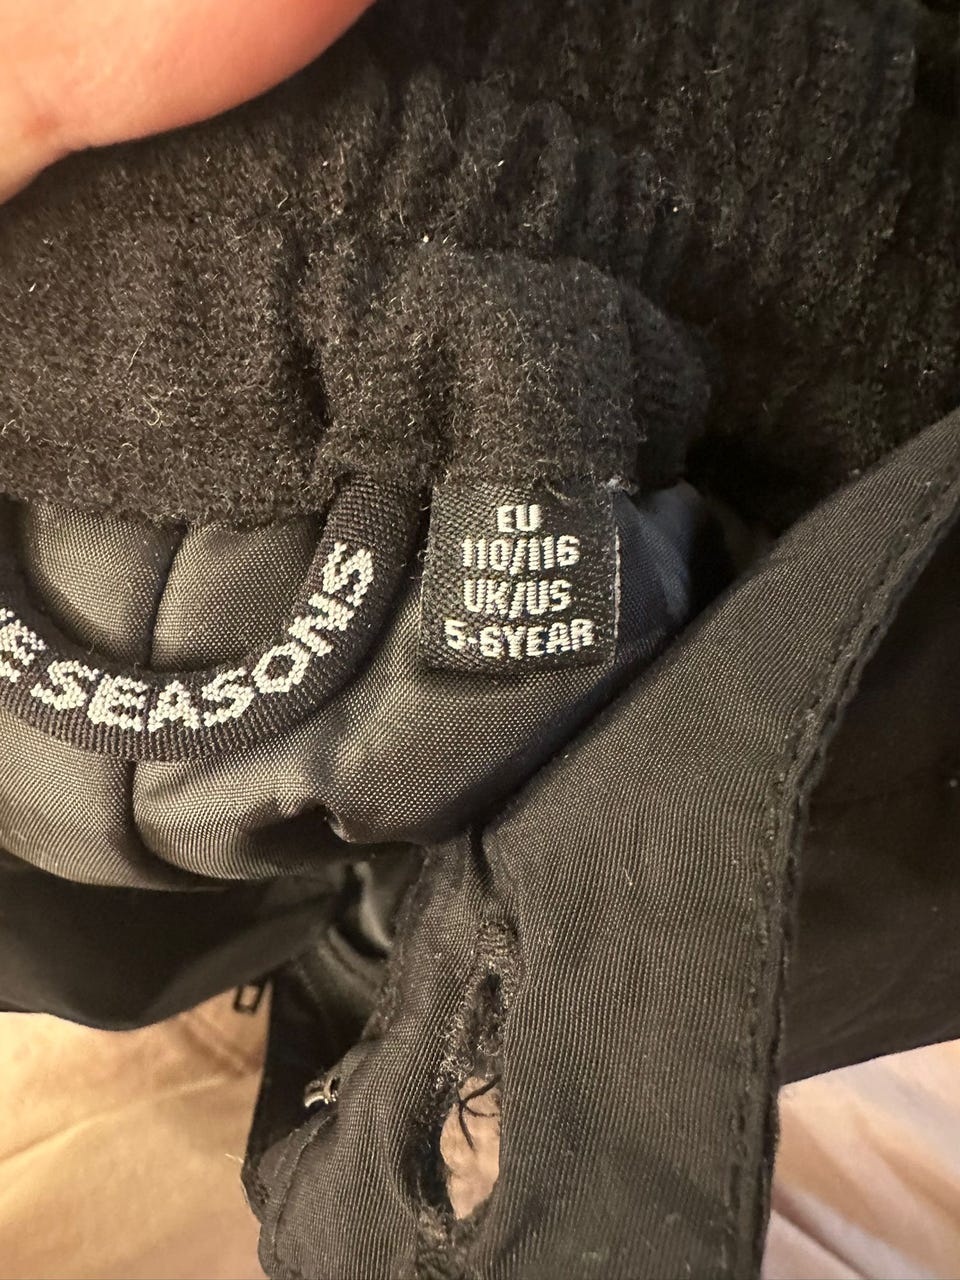 SEASONS
EU
110/116
UK/US
5-6YEAR